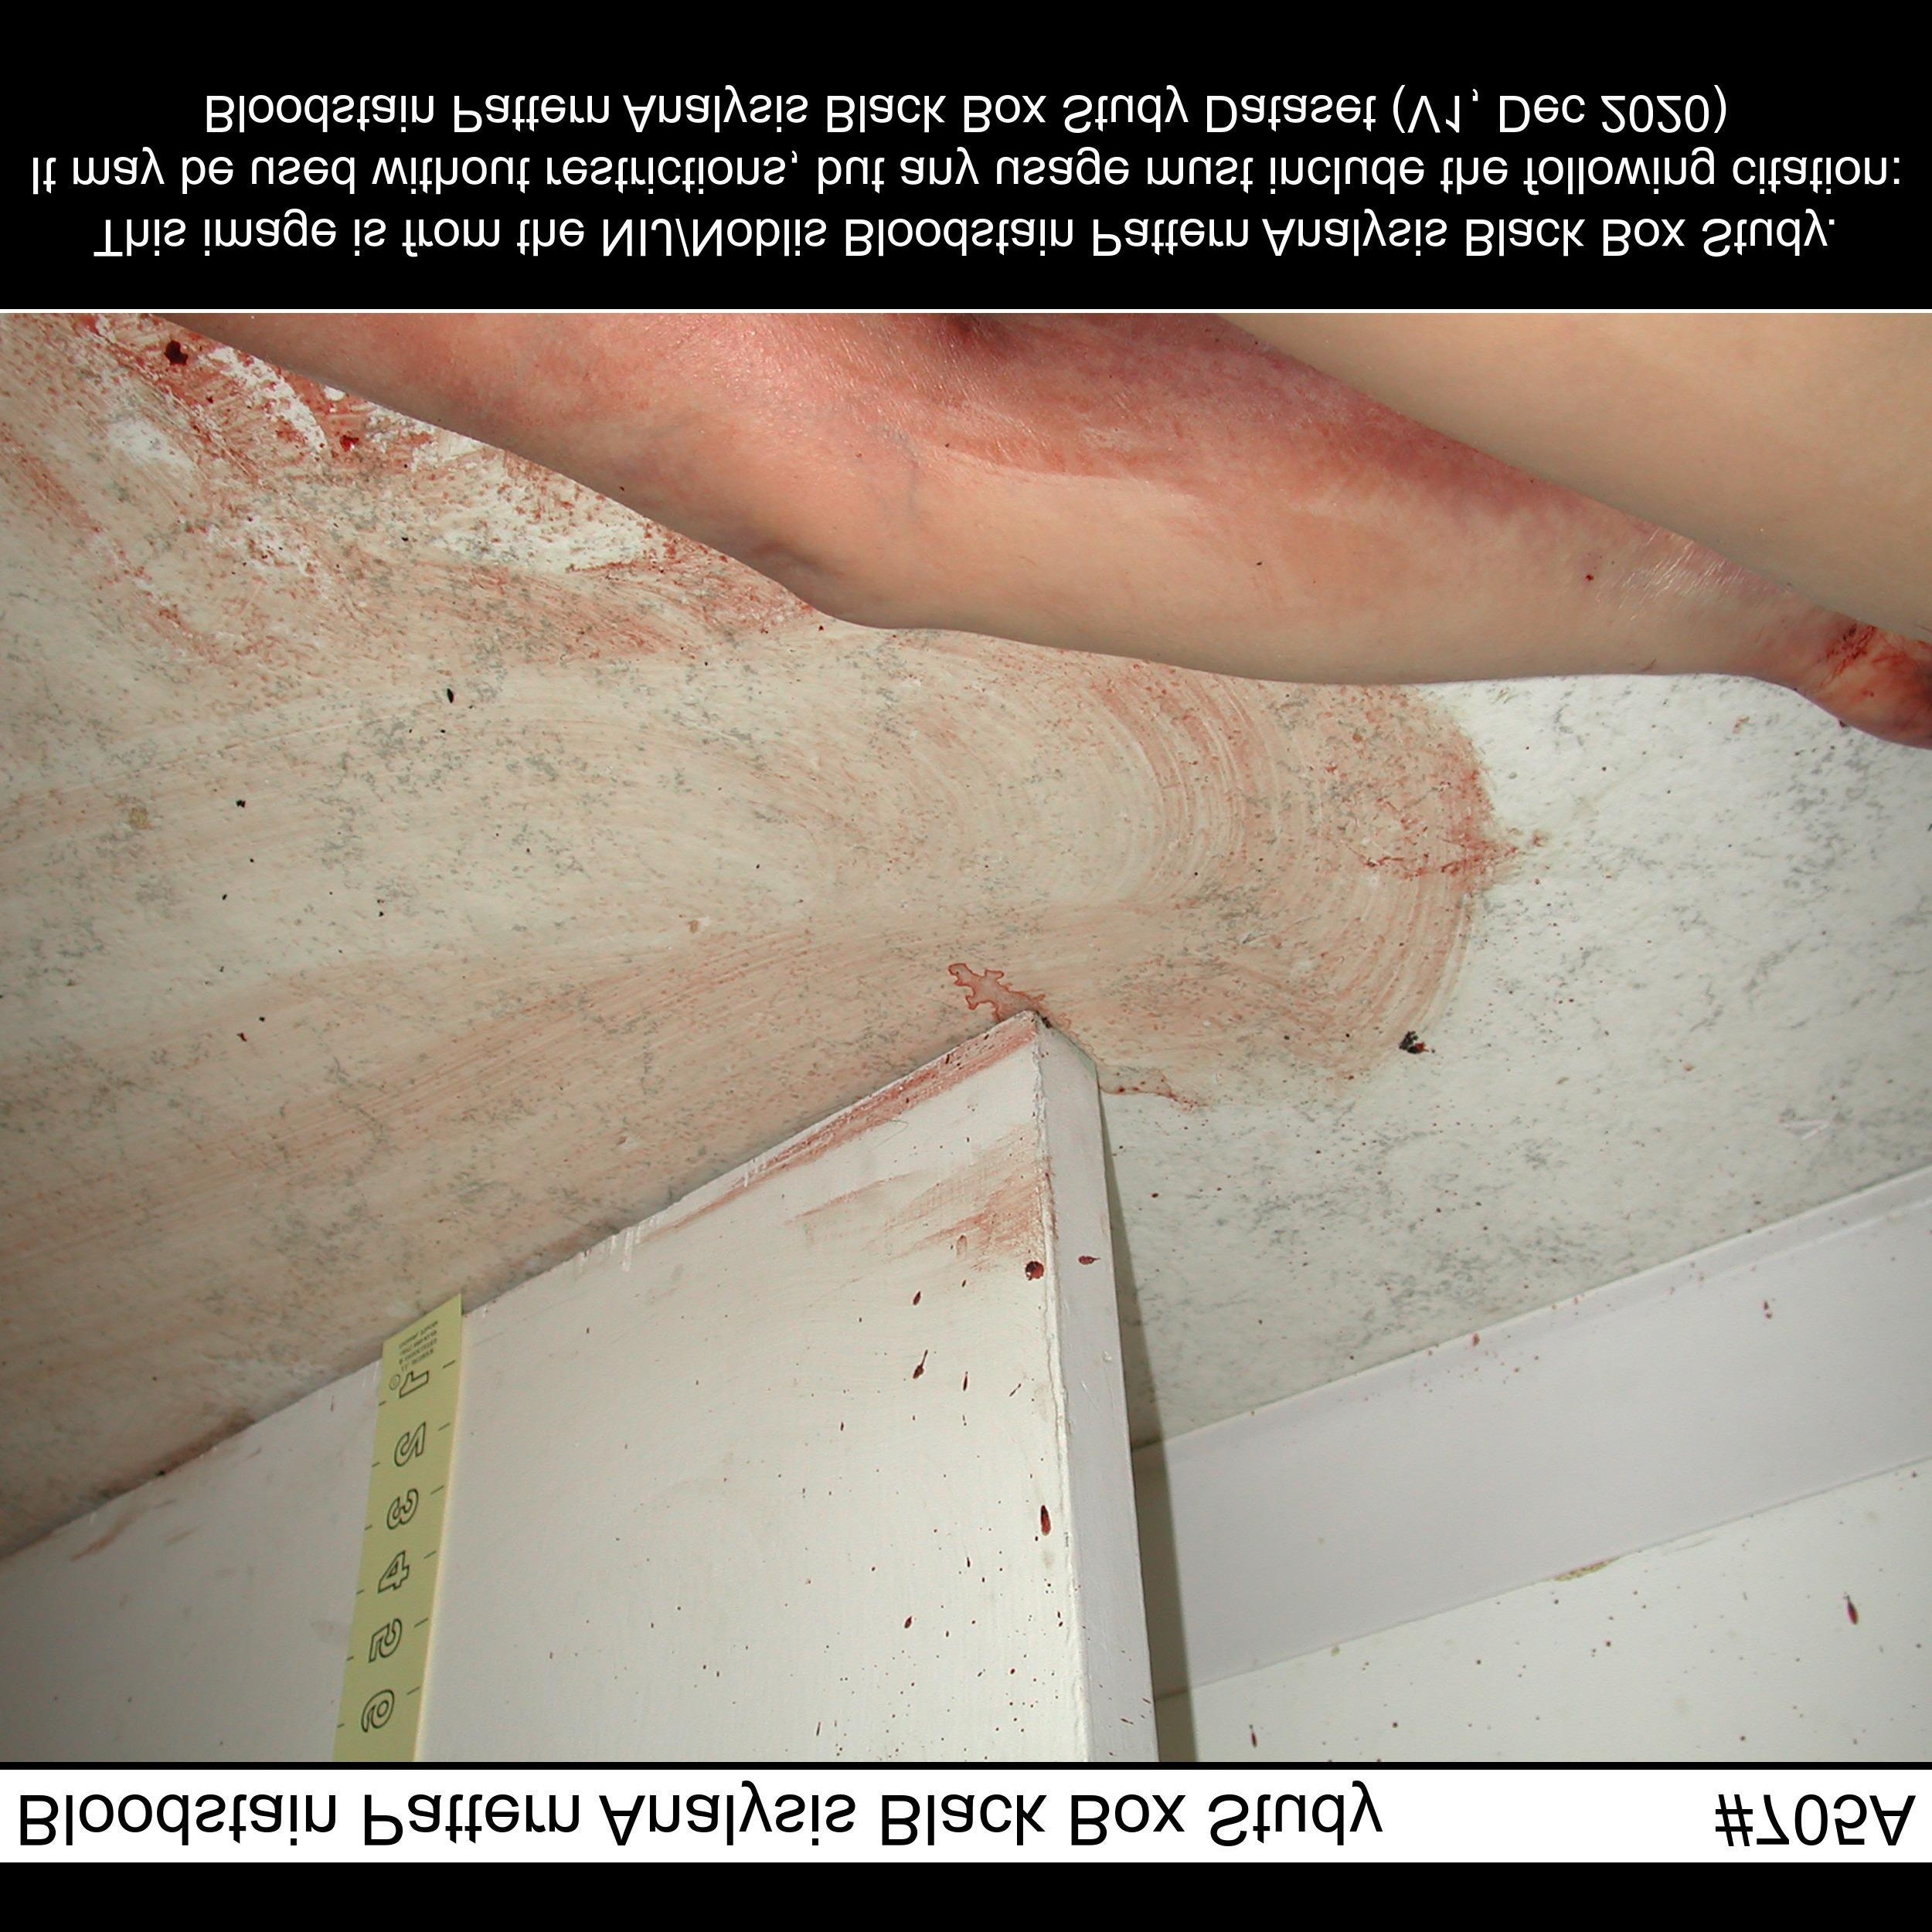 Bloodstain Pattern Analysis Black Box Study #705A
6
5
4
3
2
1
This image is from the NIJ/Noblis Bloodstain Pattern Analysis Black Box Study.
It may be used without restrictions, but any usage must include the following citation:
Bloodstain Pattern Analysis Black Box Study Dataset (V1, Dec 2020)